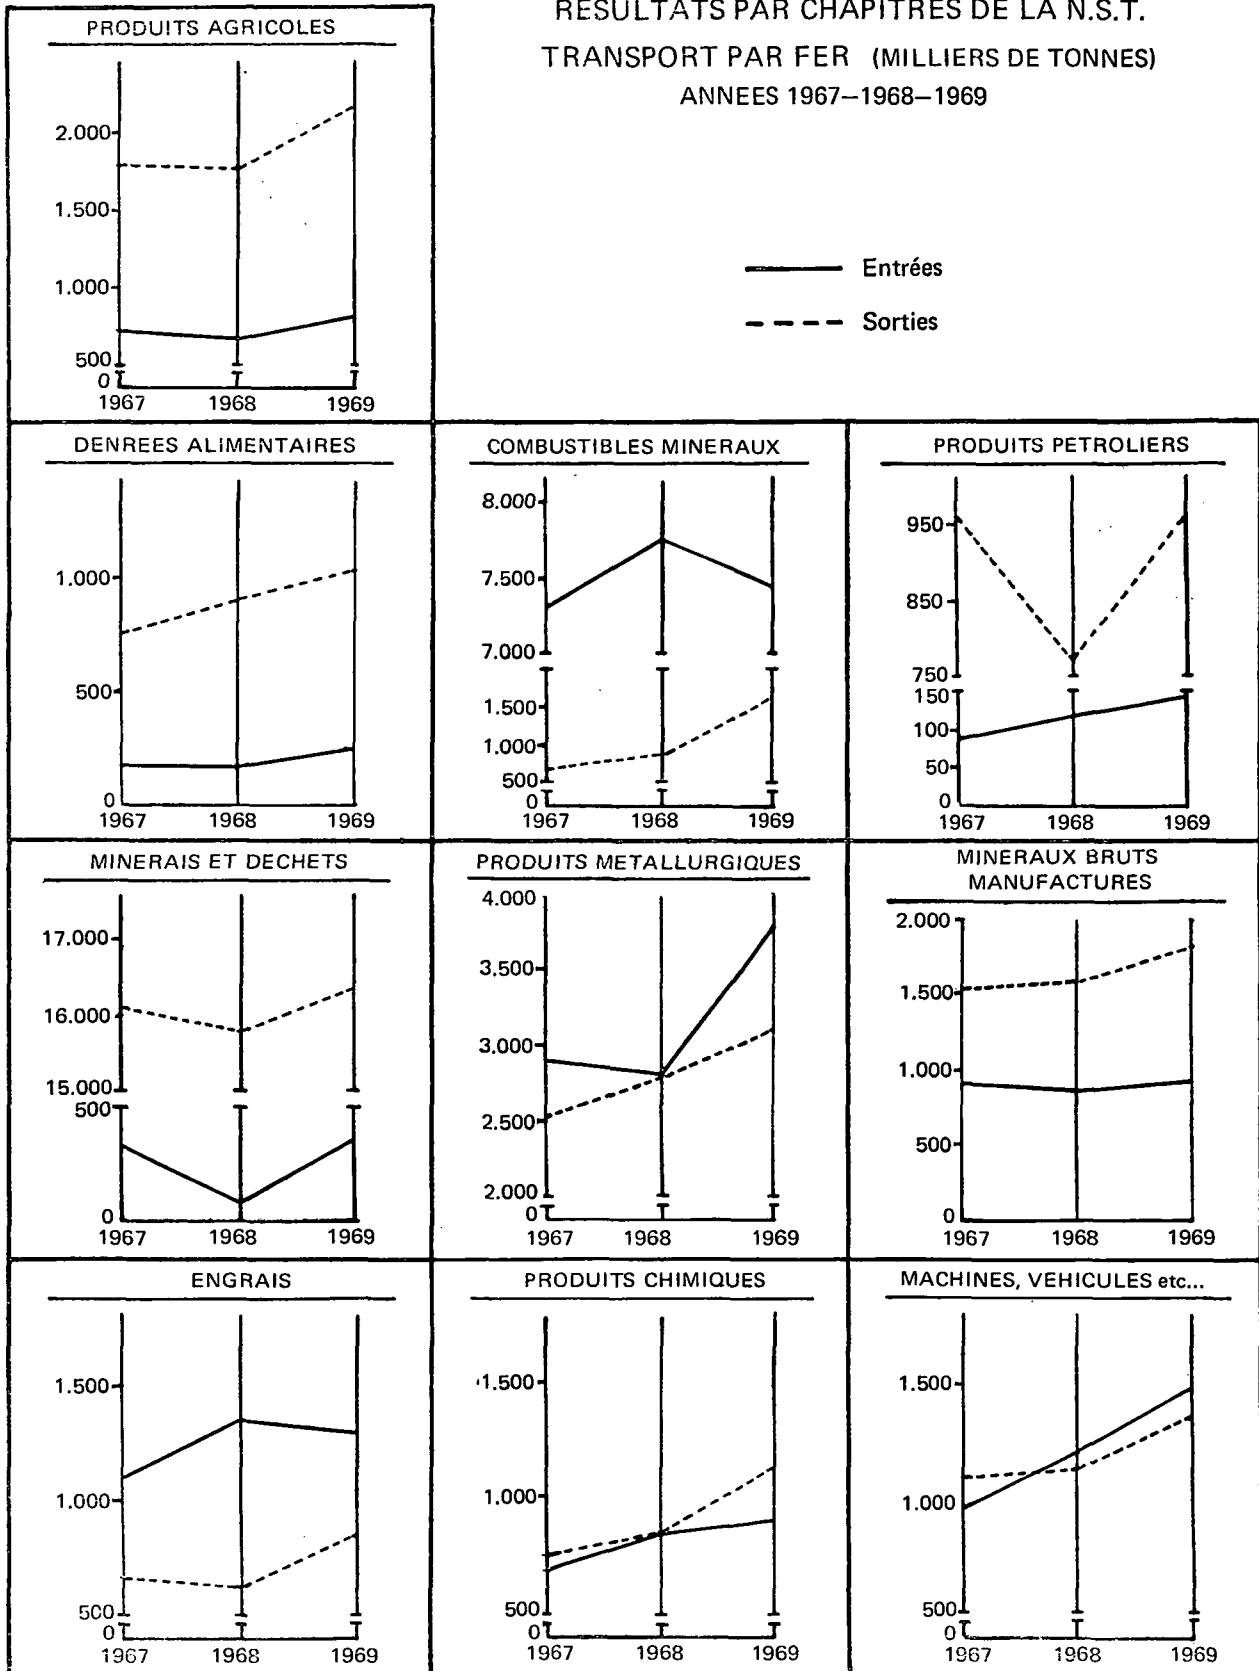 RESULTATS PAR CHAPITRES DE LA N.S.T.
TRANSPORT PAR FER (MILLIERS DE TONNES)
ANNEES 1967–1968–1969
Entrées
Sorties
PRODUITS AGRICOLES
2.000
1.500
1.000
500
0
1967 1968 1969
DENREES ALIMENTAIRES
1.000
500
0
1967 1968 1969
COMBUSTIBLES MINERAUX
8.000
7.500
7.000
1.500
1.000
500
0
1967 1968 1969
PRODUITS PETROLIERS
950
850
750
150
100
50
0
1967 1968 1969
MINERAIS ET DECHETS
17.000
16.000
15.000
500
0
1967 1968 1969
PRODUITS METALLURGIQUES
4.000
3.500
3.000
2.500
2.000
0
1967 1968 1969
MINERAUX BRUTS
MANUFACTURES
2.000
1.500
1.000
500
0
1967 1968 1969
ENGRAIS
1.500
1.000
500
0
1967 1968 1969
PRODUITS CHIMIQUES
1.500
1.000
500
0
1967 1968 1969
MACHINES, VEHICULES etc...
1.500
1.000
500
0
1967 1968 1969